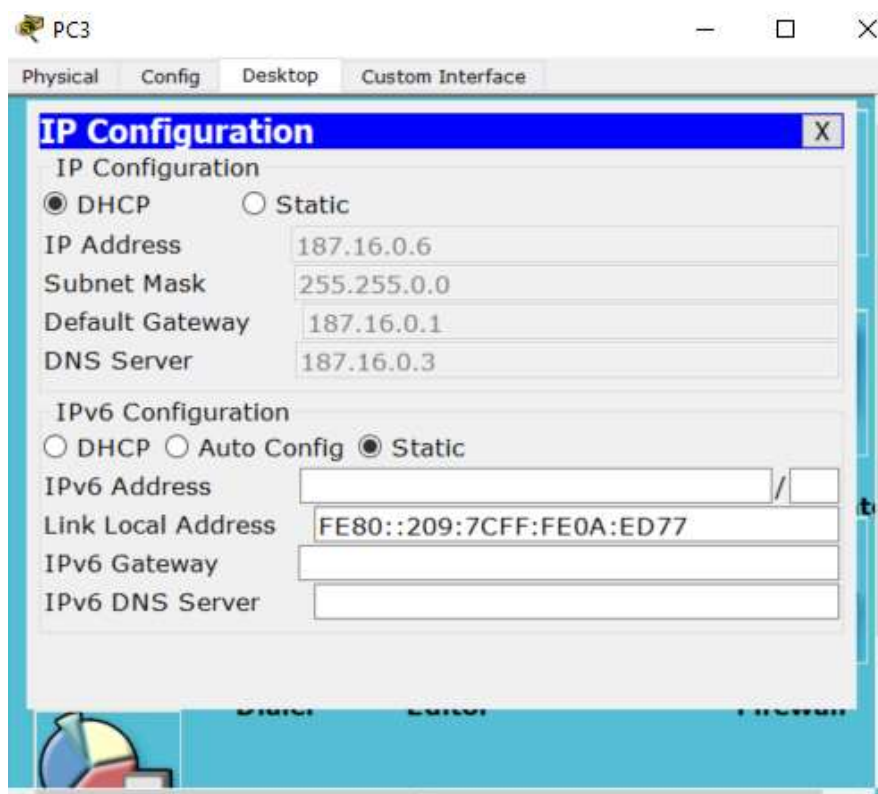 PC3
Physical Config Desktop Custom Interface
IP Configuration X
IP Configuration
DHCP Static
IP Address 187.16.0.6
Subnet Mask 255.255.0.0
Default Gateway 187.16.0.1
DNS Server 187.16.0.3
IPv6 Configuration
DHCP Auto Config Static
IPv6 Address /
Link Local Address FE80::209:7CFF:FE0A:ED77
IPv6 Gateway
IPv6 DNS Server